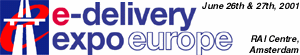 e-delivery
expo europe
June 26th & 27th, 2001
RAI Centre,
Amsterdam